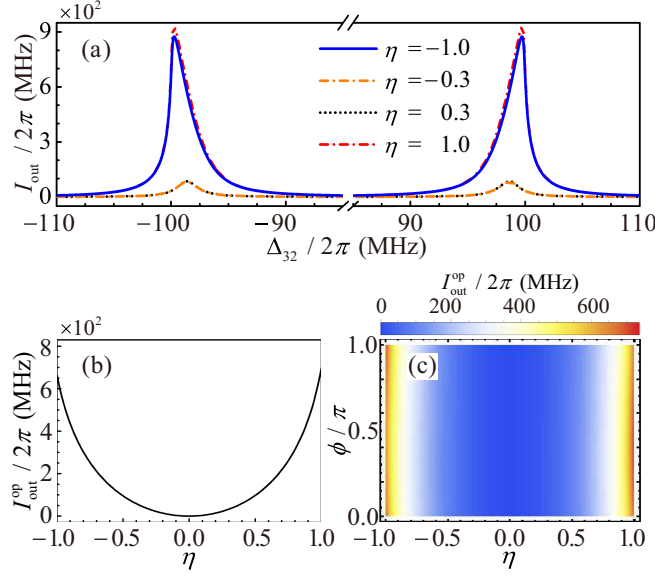 ×10²
9
6
3
0
I_out / 2π (MHz)
(a)
η = −1.0
η = −0.3
η = 0.3
η = 1.0
−110 −100 −90 90 100 110
Δ₃₂ / 2π (MHz)
×10²
8
6
4
2
0
I_out^op / 2π (MHz)
(b)
−1.0 −0.5 0.0 0.5 1.0
η
I_out^op / 2π (MHz)
0 200 400 600
1.0
0.5
0.0
ϕ / π
(c)
−1.0 −0.5 0.0 0.5 1.0
η